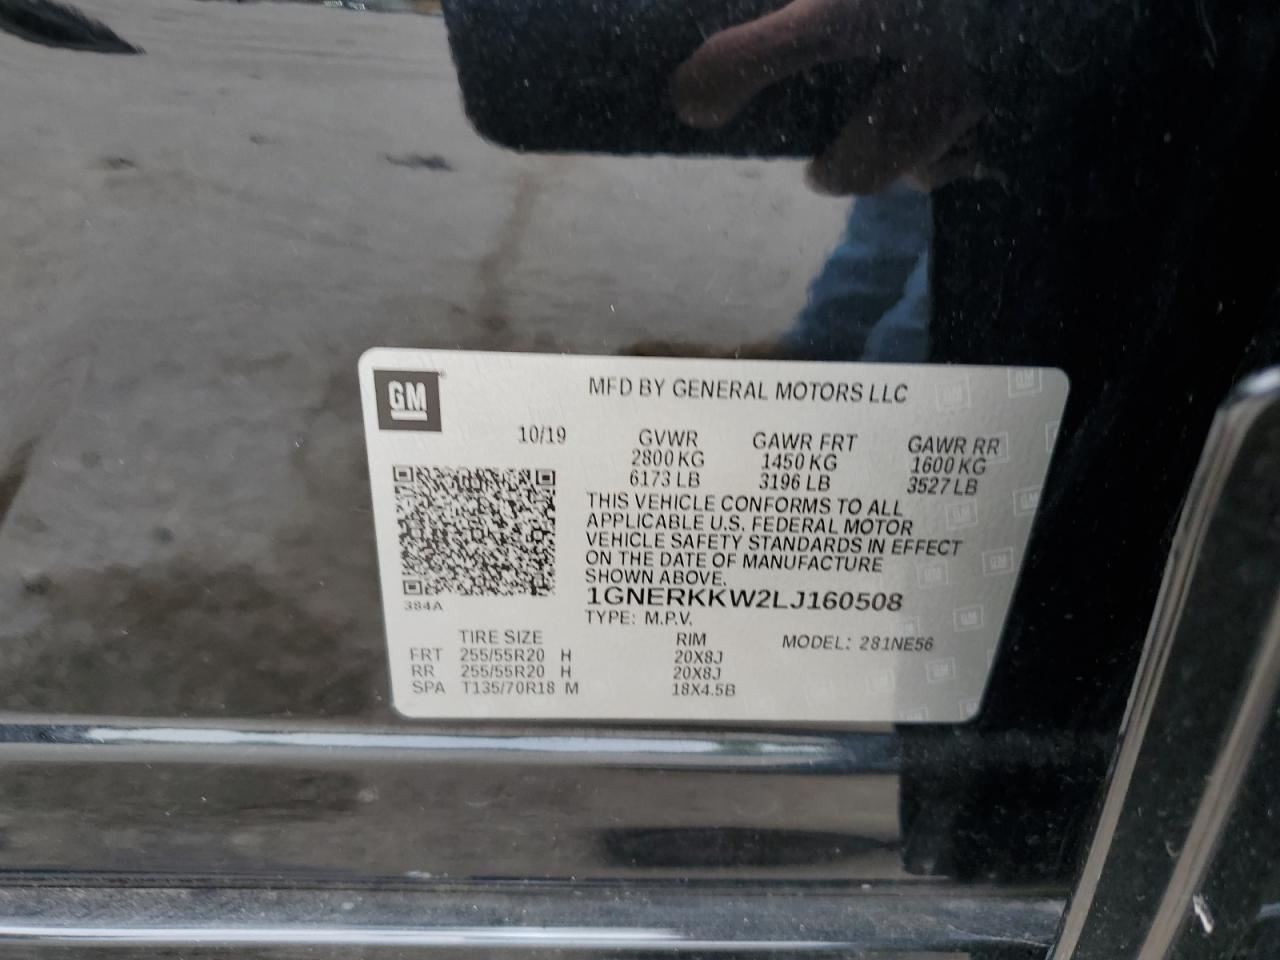 GM
MFD BY GENERAL MOTORS LLC
10/19
GVWR GAWR FRT GAWR RR
2800 KG 1450 KG 1600 KG
6173 LB 3196 LB 3527 LB
THIS VEHICLE CONFORMS TO ALL
APPLICABLE U.S. FEDERAL MOTOR
VEHICLE SAFETY STANDARDS IN EFFECT
ON THE DATE OF MANUFACTURE
SHOWN ABOVE.
384A
1GNERKKW2LJ160508
TYPE: M.P.V.
TIRE SIZE RIM MODEL: 281NE56
FRT 255/55R20 H 20X8J
RR 255/55R20 H 20X8J
SPA T135/70R18 M 18X4.5B